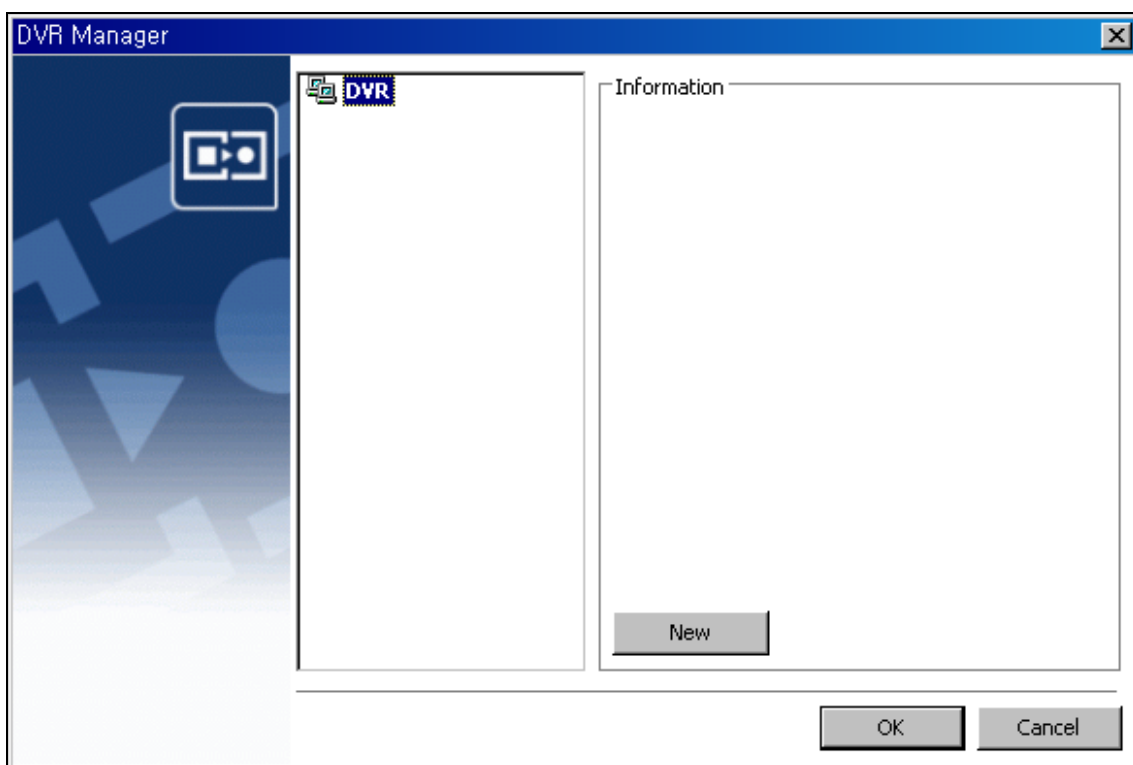 DVR Manager
DVR
Information
New
OK
Cancel